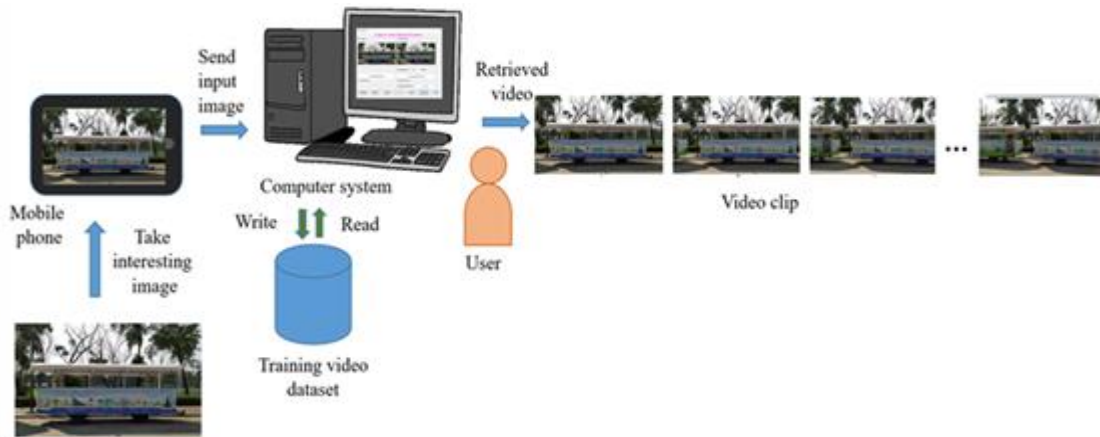 Send
input
image
Retrieved
video
Computer system
Mobile
phone
Write
Read
Take
interesting
image
User
Video clip
...
Training video
dataset